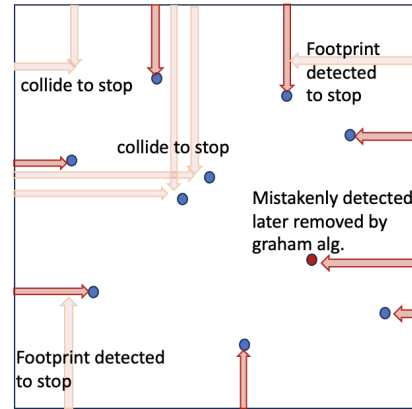 Footprint
detected
to stop
collide to stop
collide to stop
Mistakenly detected
later removed by
graham alg.
Footprint detected
to stop